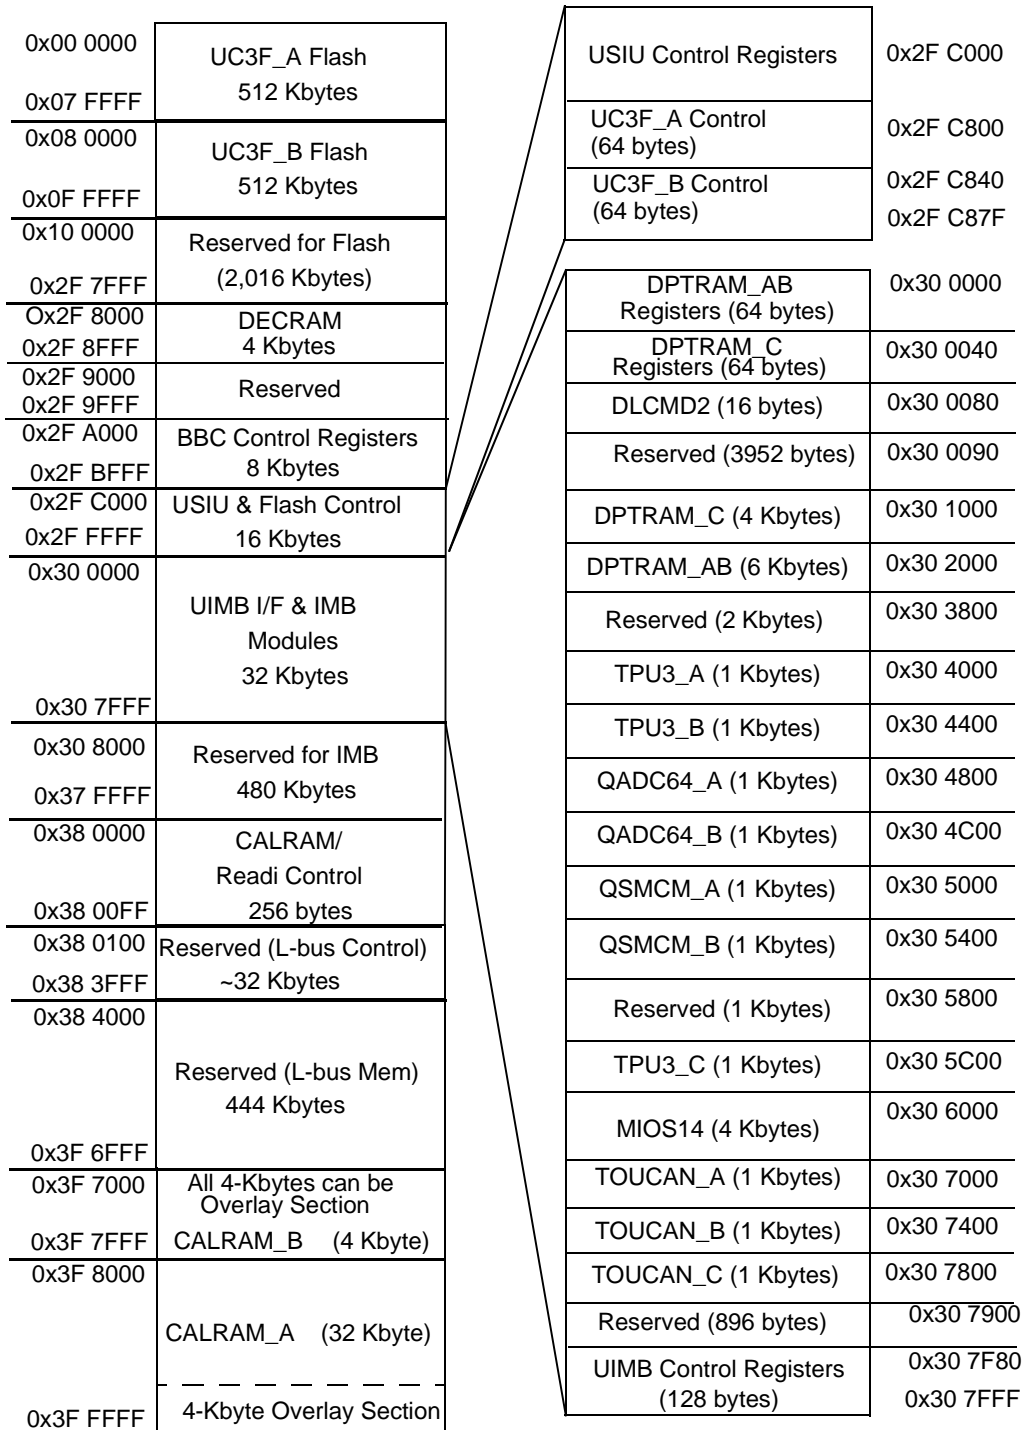 0x00 0000
UC3F_A Flash
512 Kbytes
0x07 FFFF
0x08 0000
UC3F_B Flash
512 Kbytes
0x0F FFFF
0x10 0000
Reserved for Flash
(2,016 Kbytes)
0x2F 7FFF
Ox2F 8000
DECRAM
4 Kbytes
0x2F 8FFF
0x2F 9000
Reserved
0x2F 9FFF
0x2F A000
BBC Control Registers
8 Kbytes
0x2F BFFF
0x2F C000
USIU & Flash Control
16 Kbytes
0x2F FFFF
0x30 0000
UIMB I/F & IMB
Modules
32 Kbytes
0x30 7FFF
0x30 8000
Reserved for IMB
480 Kbytes
0x37 FFFF
0x38 0000
CALRAM/
Readi Control
256 bytes
0x38 00FF
0x38 0100
Reserved (L-bus Control)
~32 Kbytes
0x38 3FFF
0x38 4000
Reserved (L-bus Mem)
444 Kbytes
0x3F 6FFF
0x3F 7000
All 4-Kbytes can be
Overlay Section
0x3F 7FFF
CALRAM_B (4 Kbyte)
0x3F 8000
CALRAM_A (32 Kbyte)
4-Kbyte Overlay Section
0x3F FFFF
USIU Control Registers
0x2F C000
UC3F_A Control
(64 bytes)
0x2F C800
UC3F_B Control
(64 bytes)
0x2F C840
0x2F C87F
DPTRAM_AB
Registers (64 bytes)
0x30 0000
DPTRAM_C
Registers (64 bytes)
0x30 0040
DLCMD2 (16 bytes)
0x30 0080
Reserved (3952 bytes)
0x30 0090
DPTRAM_C (4 Kbytes)
0x30 1000
DPTRAM_AB (6 Kbytes)
0x30 2000
Reserved (2 Kbytes)
0x30 3800
TPU3_A (1 Kbytes)
0x30 4000
TPU3_B (1 Kbytes)
0x30 4400
QADC64_A (1 Kbytes)
0x30 4800
QADC64_B (1 Kbytes)
0x30 4C00
QSMCM_A (1 Kbytes)
0x30 5000
QSMCM_B (1 Kbytes)
0x30 5400
Reserved (1 Kbytes)
0x30 5800
TPU3_C (1 Kbytes)
0x30 5C00
MIOS14 (4 Kbytes)
0x30 6000
TOUCAN_A (1 Kbytes)
0x30 7000
TOUCAN_B (1 Kbytes)
0x30 7400
TOUCAN_C (1 Kbytes)
0x30 7800
Reserved (896 bytes)
0x30 7900
UIMB Control Registers
(128 bytes)
0x30 7F80
0x30 7FFF